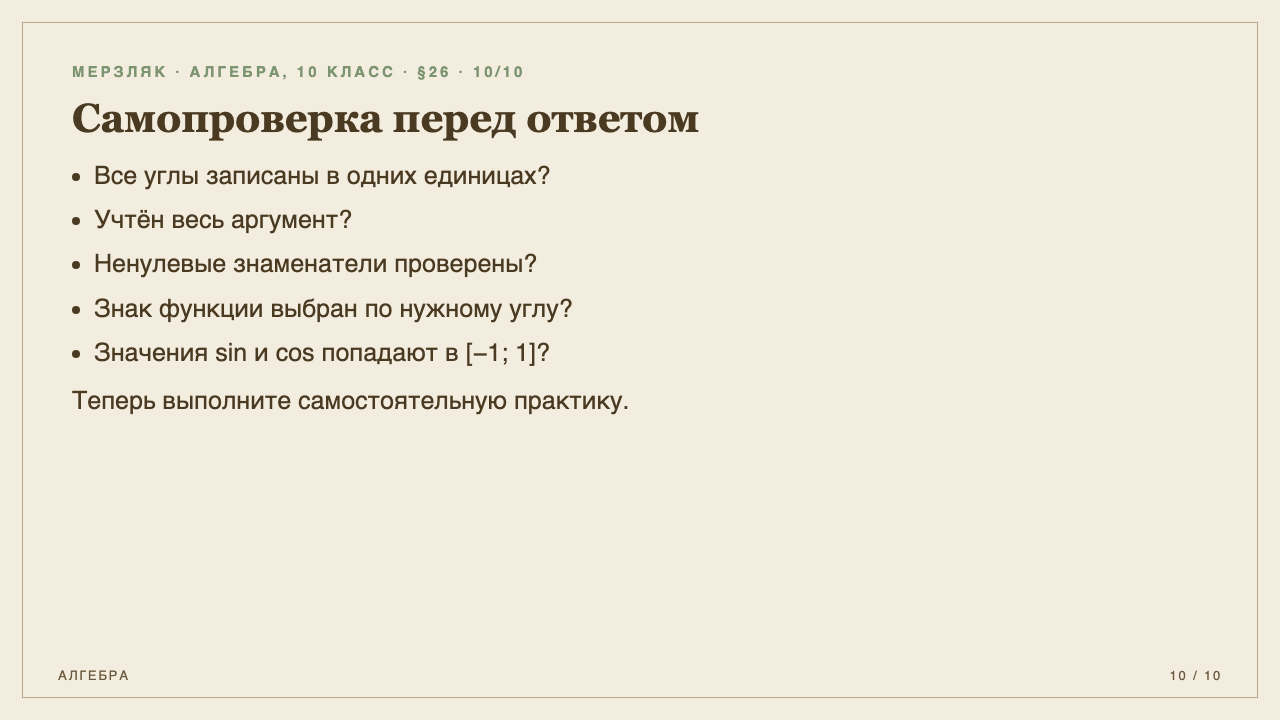 МЕРЗЛЯК · АЛГЕБРА, 10 КЛАСС · §26 · 10/10
Самопроверка перед ответом
• Все углы записаны в одних единицах?
• Учтён весь аргумент?
• Ненулевые знаменатели проверены?
• Знак функции выбран по нужному углу?
• Значения sin и cos попадают в [−1; 1]?
Теперь выполните самостоятельную практику.
АЛГЕБРА
10 / 10